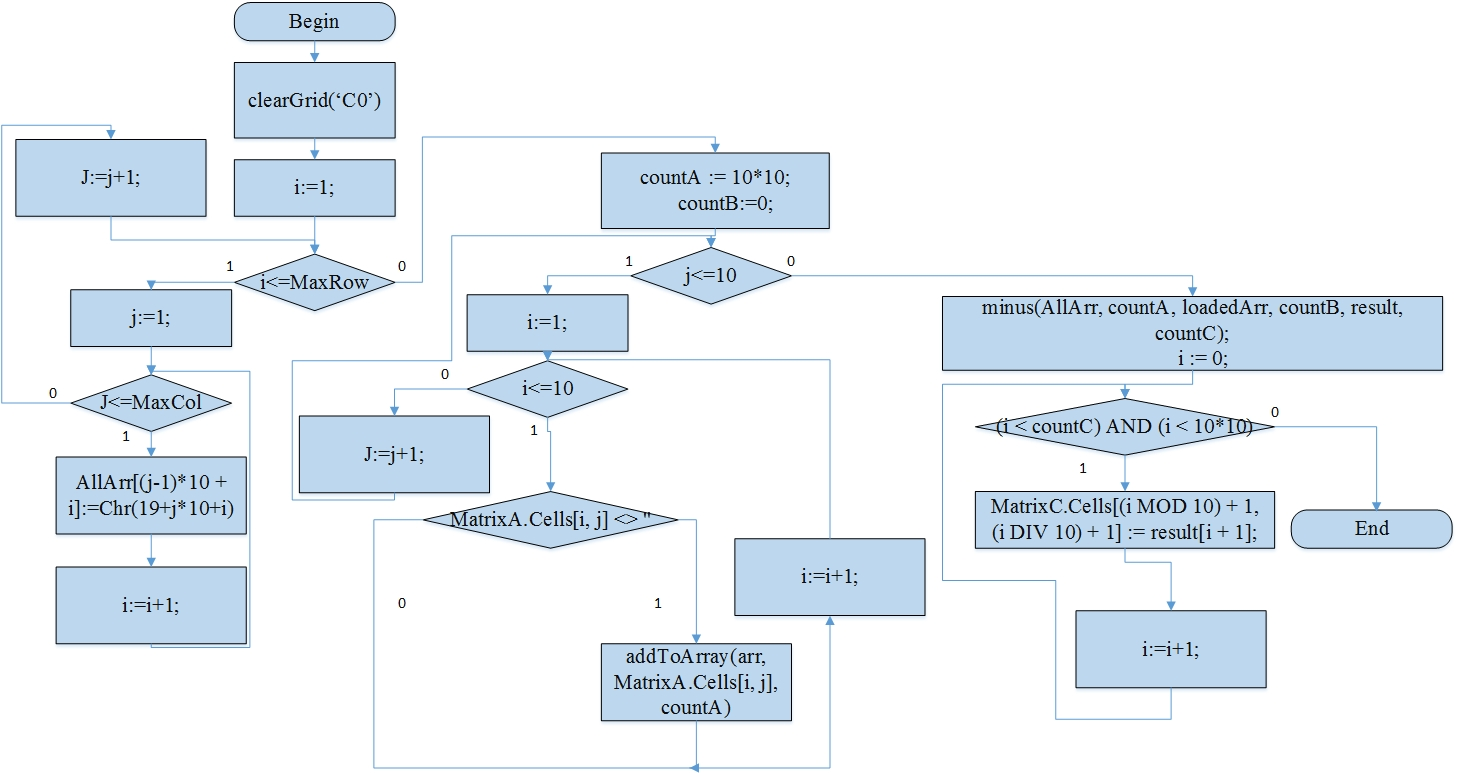 Begin
clearGrid(‘C0’)
J:=j+1;
i:=1;
1
i<=MaxRow
0
j:=1;
0
J<=MaxCol
1
AllArr[(j-1)*10 +
i]:=Chr(19+j*10+i)
i:=i+1;
countA := 10*10;
countB:=0;
1
j<=10
0
i:=1;
0
i<=10
J:=j+1;
1
MatrixA.Cells[i, j] <> "
0
1
i:=i+1;
addToArray(arr,
MatrixA.Cells[i, j],
countA)
minus(AllArr, countA, loadedArr, countB, result,
countC);
i := 0;
(i < countC) AND (i < 10*10)
0
1
MatrixC.Cells[(i MOD 10) + 1,
(i DIV 10) + 1] := result[i + 1];
End
i:=i+1;